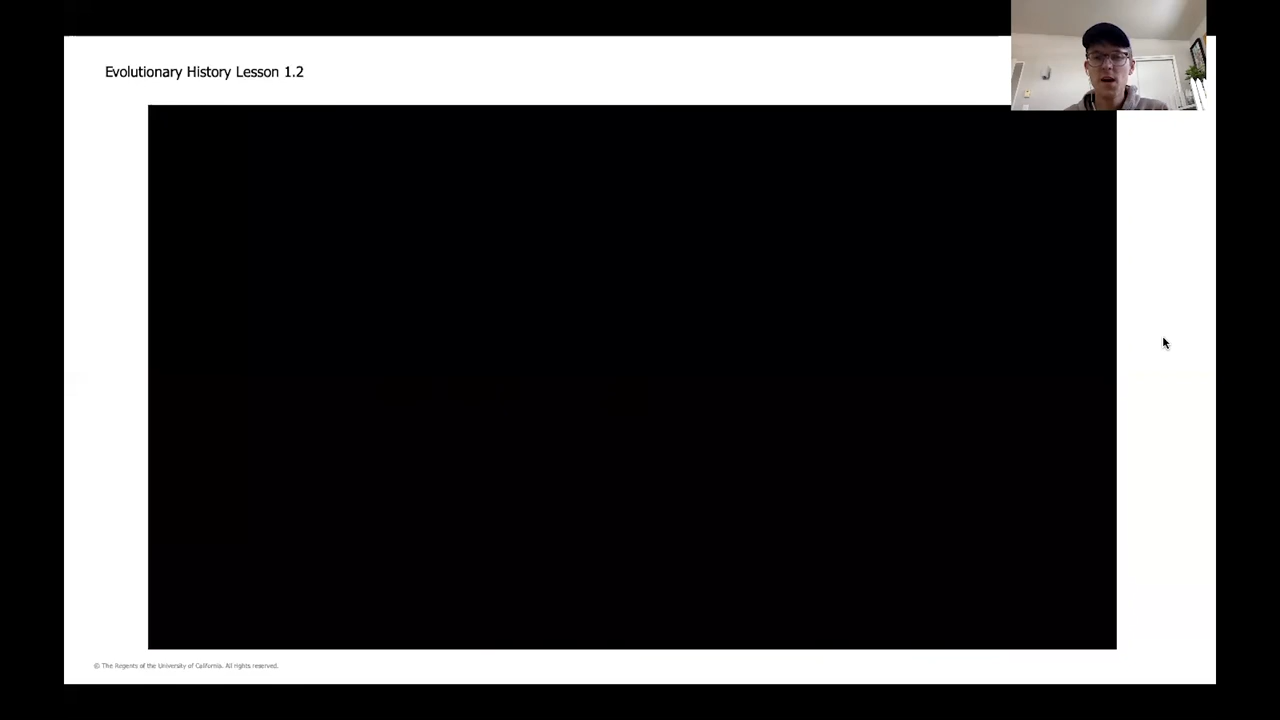 Evolutionary History Lesson 1.2
© The Regents of the University of California. All rights reserved.